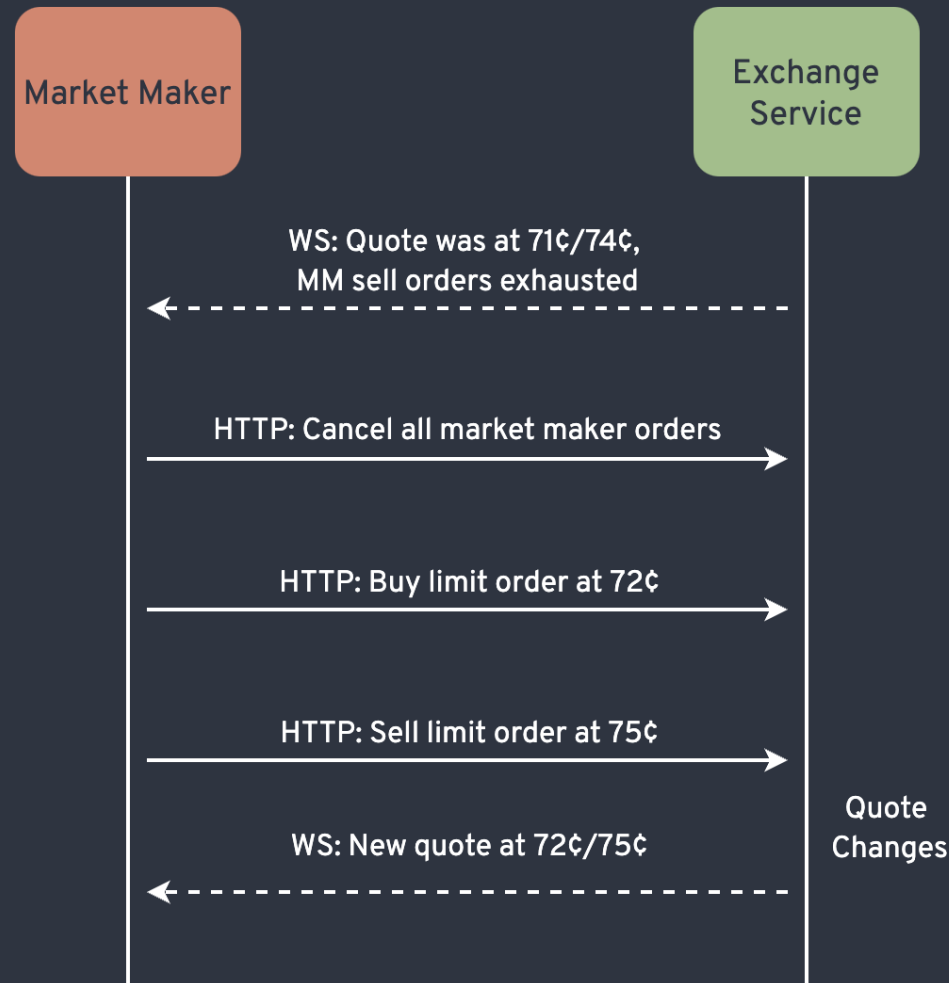 Market Maker
Exchange
Service
WS: Quote was at 71¢/74¢,
MM sell orders exhausted
HTTP: Cancel all market maker orders
HTTP: Buy limit order at 72¢
HTTP: Sell limit order at 75¢
Quote
Changes
WS: New quote at 72¢/75¢